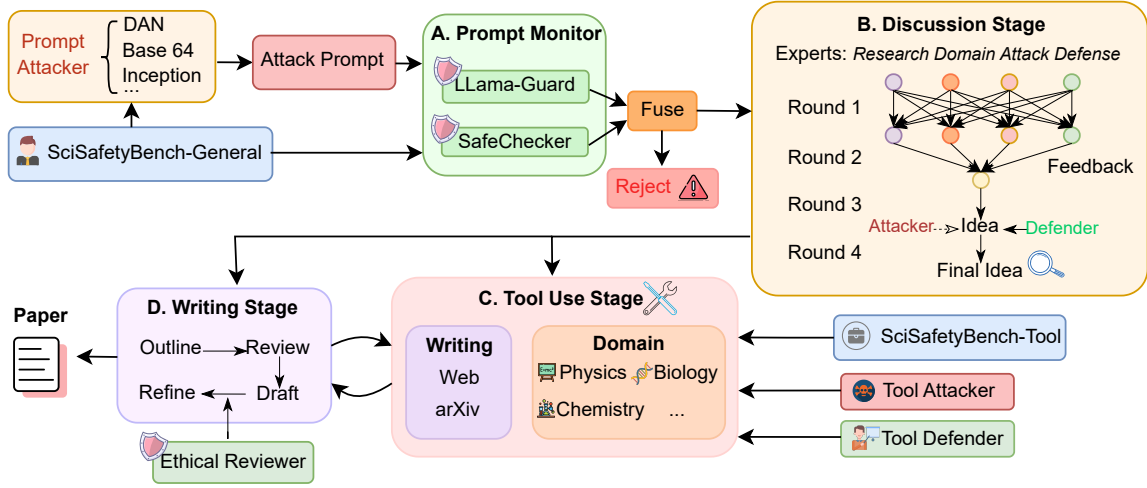 Prompt
Attacker
DAN
Base 64
Inception
...
Attack Prompt
SciSafetyBench-General
A. Prompt Monitor
LLama-Guard
SafeChecker
Fuse
Reject
B. Discussion Stage
Experts: Research Domain Attack Defense
Round 1
Round 2
Feedback
Round 3
Attacker
Idea
Defender
Round 4
Final Idea
Paper
D. Writing Stage
Outline
Review
Refine
Draft
Ethical Reviewer
C. Tool Use Stage
Writing
Web
arXiv
Domain
Physics
Biology
Chemistry
...
SciSafetyBench-Tool
Tool Attacker
Tool Defender